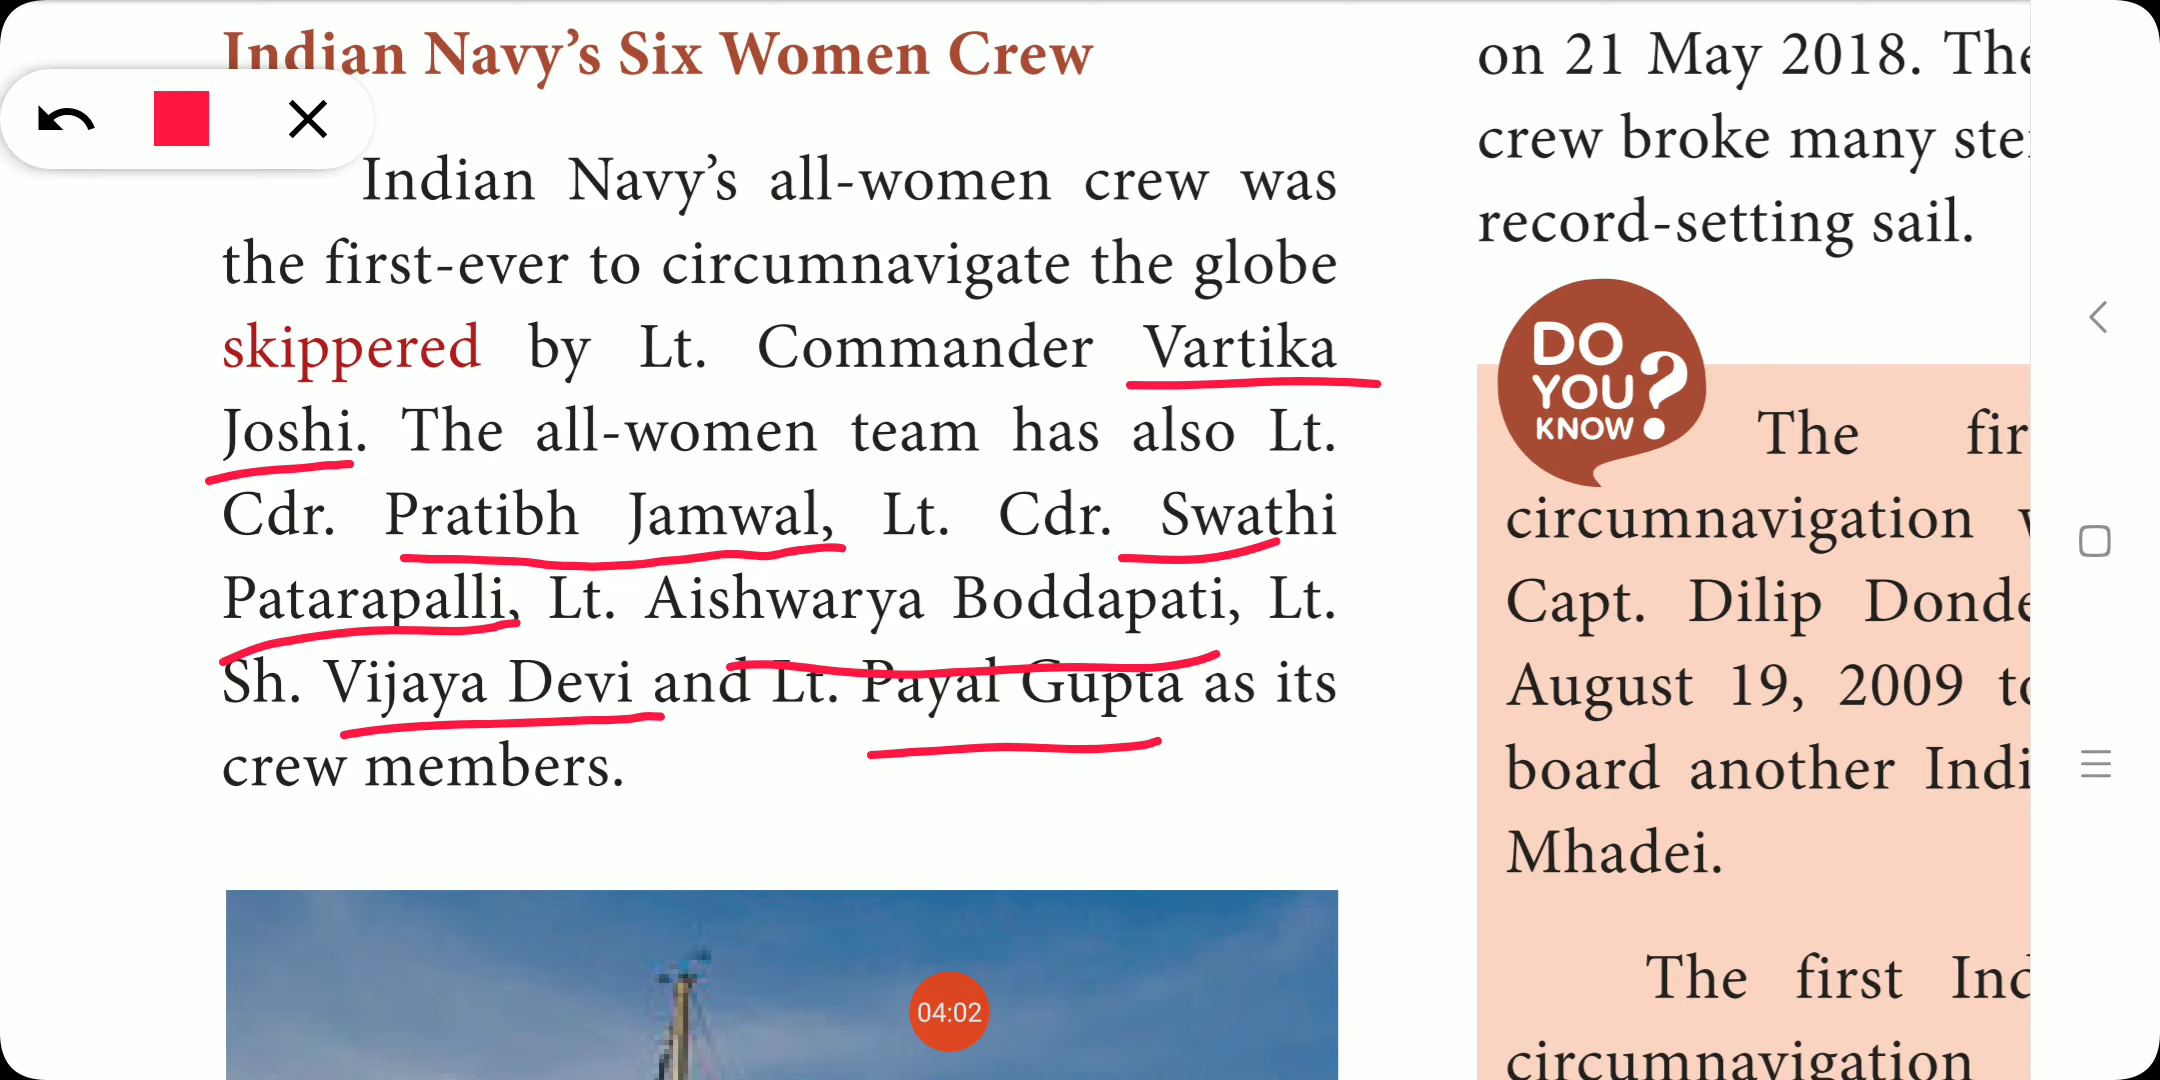 Indian Navy's Six Women Crew
Indian Navy's all-women crew was
the first-ever to circumnavigate the globe
skippered by Lt. Commander Vartika
Joshi. The all-women team has also Lt.
Cdr. Pratibh Jamwal, Lt. Cdr. Swathi
Patarapalli, Lt. Aishwarya Boddapati, Lt.
Sh. Vijaya Devi and Lt. Payal Gupta as its
crew members.
04:02
on 21 May 2018. The
crew broke many ste
record-setting sail.
DO
YOU
KNOW?
The fir
circumnavigation
Capt. Dilip Donde
August 19, 2009 to
board another Indi
Mhadei.
The first Ind
circumnavigation